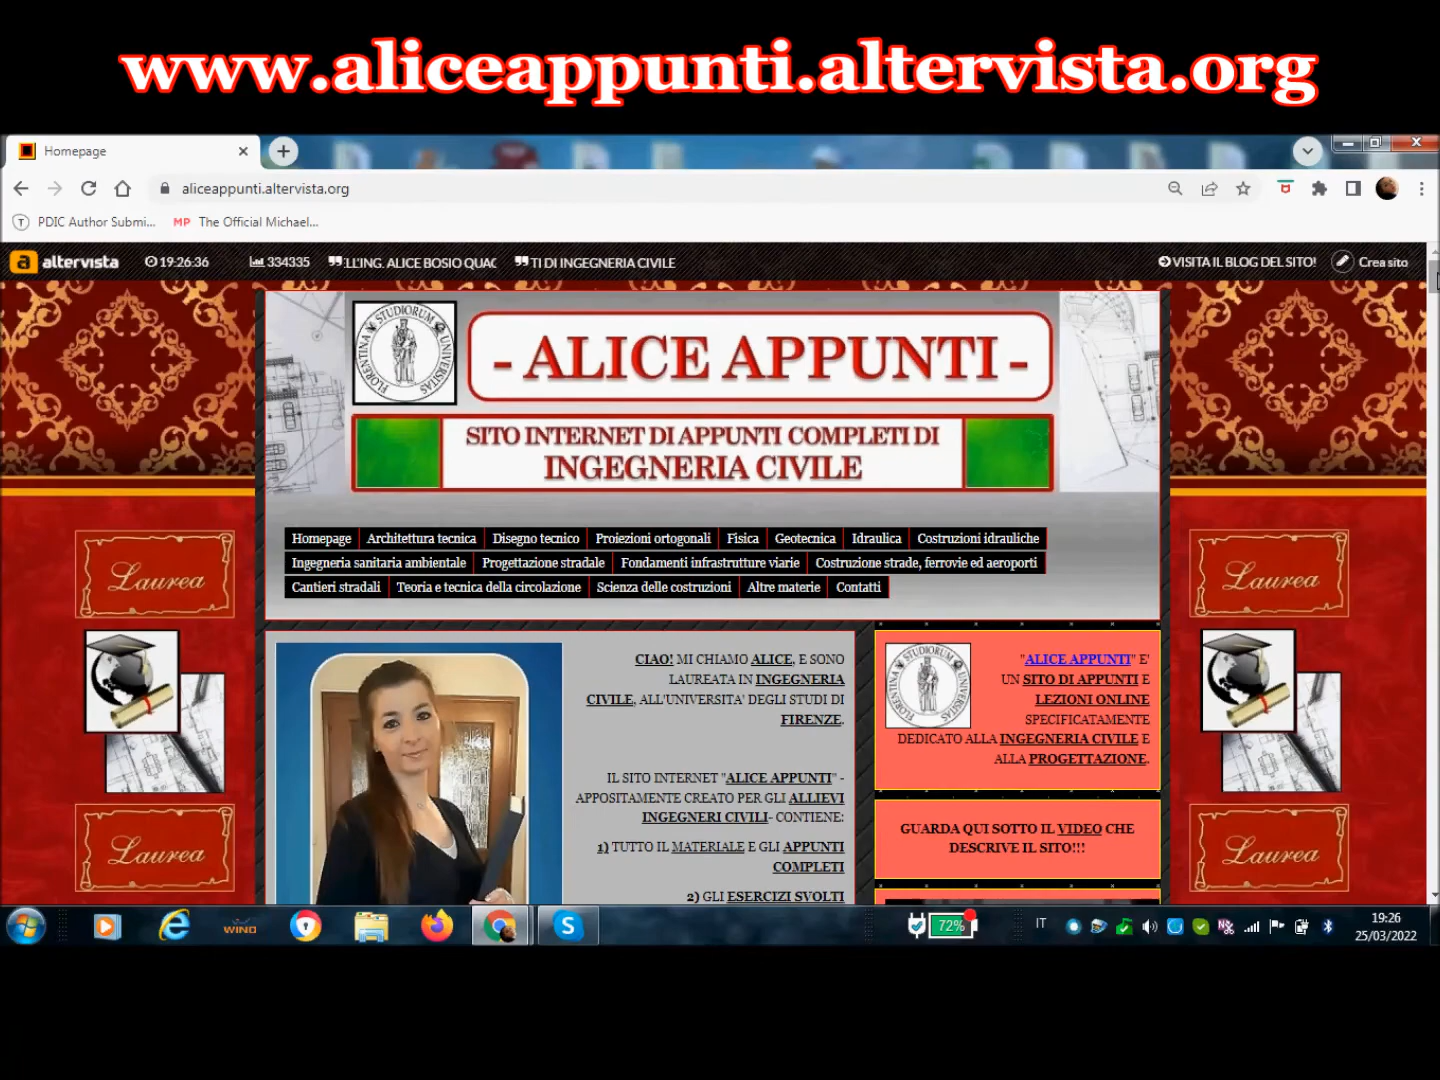 www.aliceappunti.altervista.org
Homepage
aliceappunti.altervista.org
PDIC Author Submi...
MP The Official Michael...
altervista 19:26:36 334335 LL'ING. ALICE BOSIO QUAC TI DI INGEGNERIA CIVILE VISITA IL BLOG DEL SITO! Crea sito
FLORENTINA STUDIORUM UNIVERSITAS
- ALICE APPUNTI -
SITO INTERNET DI APPUNTI COMPLETI DI
INGEGNERIA CIVILE
Homepage Architettura tecnica Disegno tecnico Proiezioni ortogonali Fisica Geotecnica Idraulica Costruzioni idrauliche
Ingegneria sanitaria ambientale Progettazione stradale Fondamenti infrastrutture viarie Costruzione strade, ferrovie ed aeroporti
Cantieri stradali Teoria e tecnica della circolazione Scienza delle costruzioni Altre materie Contatti
Laurea
Laurea
CIAO! MI CHIAMO ALICE, E SONO
LAUREATA IN INGEGNERIA
CIVILE, ALL'UNIVERSITA' DEGLI STUDI DI
FIRENZE.
IL SITO INTERNET "ALICE APPUNTI" -
APPOSITAMENTE CREATO PER GLI ALLIEVI
INGEGNERI CIVILI- CONTIENE:
1) TUTTO IL MATERIALE E GLI APPUNTI
COMPLETI
2) GLI ESERCIZI SVOLTI
FLORENTINA STUDIORUM UNIVERSITAS
"ALICE APPUNTI" E'
UN SITO DI APPUNTI E
LEZIONI ONLINE
SPECIFICATAMENTE
DEDICATO ALLA INGEGNERIA CIVILE E
ALLA PROGETTAZIONE.
GUARDA QUI SOTTO IL VIDEO CHE
DESCRIVE IL SITO!!!
Laurea
Laurea
WIND
72%
IT
19:26
25/03/2022